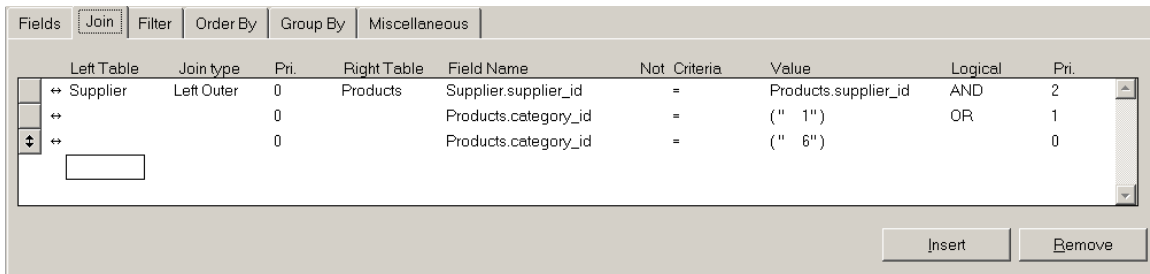 Fields Join Filter Order By Group By Miscellaneous
Left Table Join type Pri. Right Table Field Name Not Criteria Value Logical Pri.
↔ Supplier Left Outer 0 Products Supplier.supplier_id = Products.supplier_id AND 2
↔ 0 Products.category_id = ("   1") OR 1
↕ ↔ 0 Products.category_id = ("   6") 0
Insert Remove